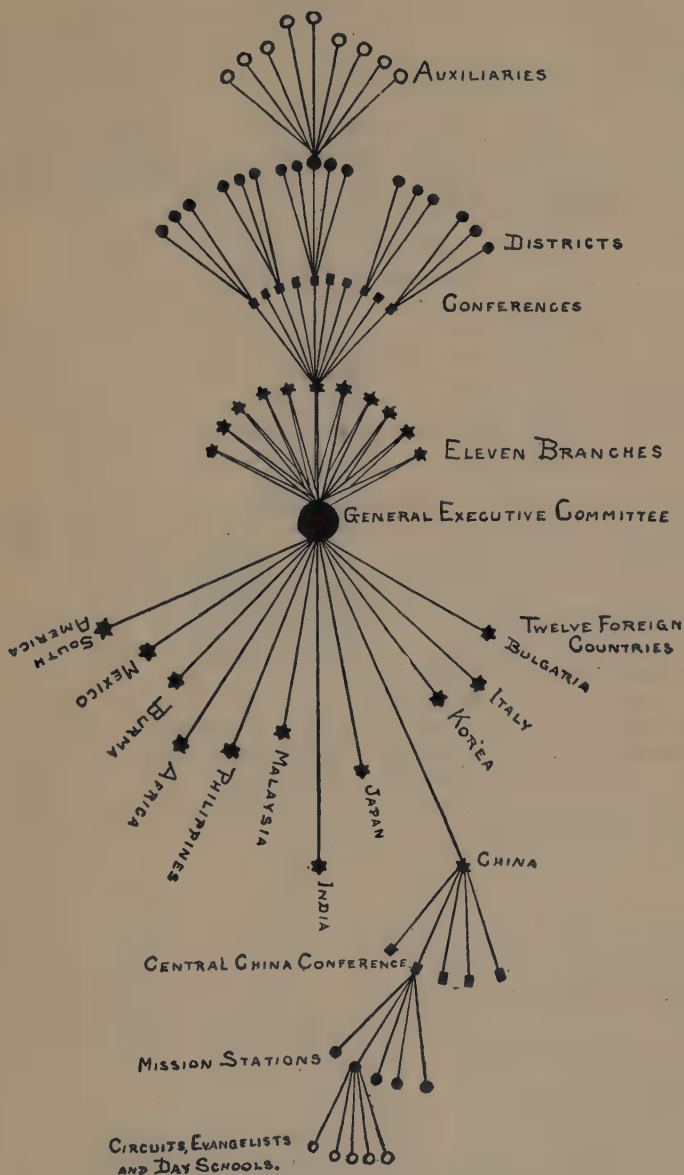 AUXILIARIES
DISTRICTS
CONFERENCES
ELEVEN BRANCHES
GENERAL EXECUTIVE COMMITTEE
TWELVE FOREIGN
COUNTRIES
SOUTH
AMERICA
MEXICO
BURMA
AFRICA
PHILIPPINES
MALAYSIA
INDIA
JAPAN
KOREA
ITALY
BULGARIA
CHINA
CENTRAL CHINA CONFERENCE
MISSION STATIONS
CIRCUITS, EVANGELISTS
AND DAY SCHOOLS.